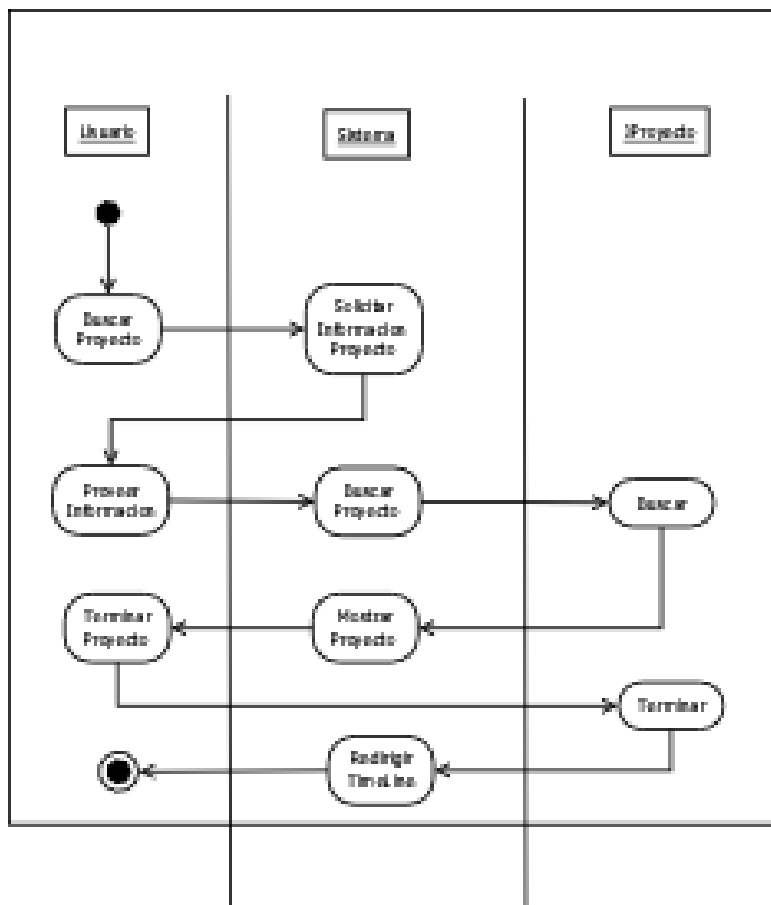 Usuario
Sistema
IProyecto
Buscar
Proyecto
Solicitar
Informacion
Proyecto
Proveer
Informacion
Buscar
Proyecto
Buscar
Terminar
Proyecto
Mostrar
Proyecto
Terminar
Redirigir
TimeLine